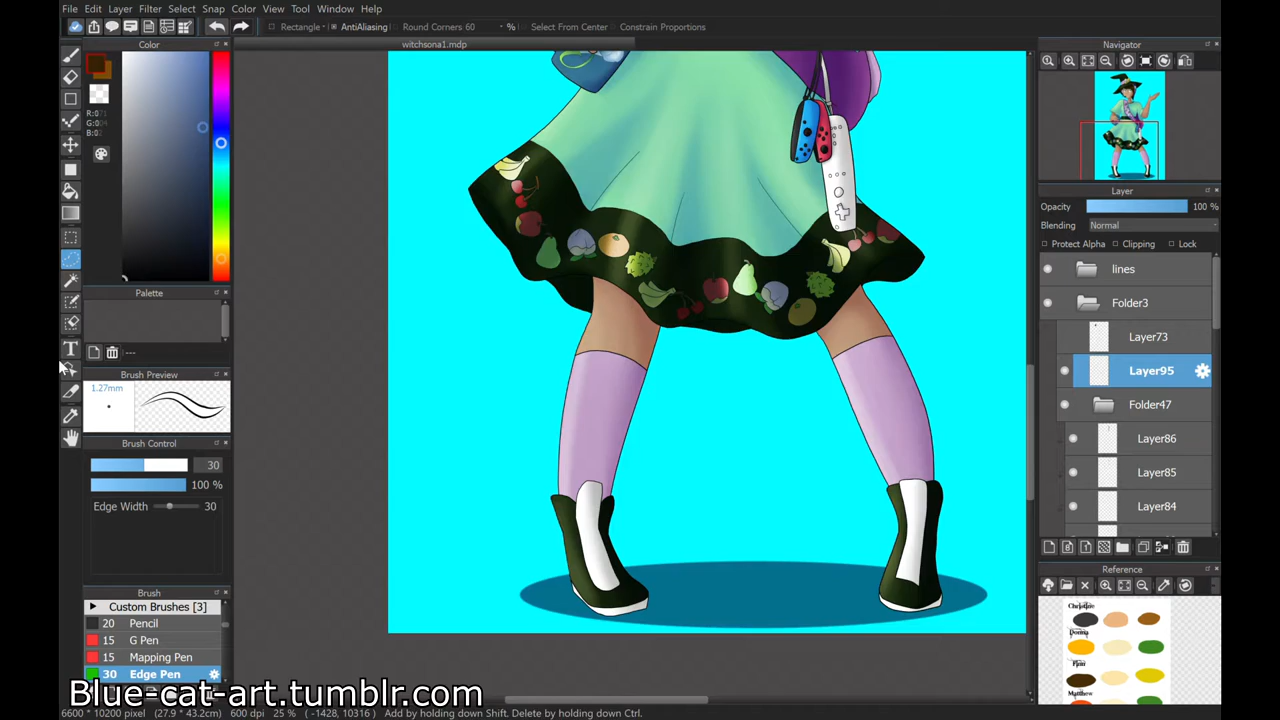 File Edit Layer Filter Select Snap Color View Tool Window Help
Rectangle AntiAliasing Round Corners 60 % Select From Center Constrain Proportions
Color
witchsona1.mdp
Navigator
Palette
---
Brush Preview
1.27mm
Brush Control
30
100 %
Edge Width 30
Brush
Custom Brushes [3]
20 Pencil
15 G Pen
15 Mapping Pen
30 Edge Pen
Layer
Opacity 100 %
Blending Normal
Protect Alpha Clipping Lock
lines
Folder3
Layer73
Layer95
Folder47
Layer86
Layer85
Layer84
Reference
Christine
Donna
Finn
Matthew
Blue-cat-art.tumblr.com
6600 * 10200 pixel (27.9 * 43.2cm) 600 dpi 25 % ( -1428, 10316 ) Add by holding down Shift. Delete by holding down Ctrl.